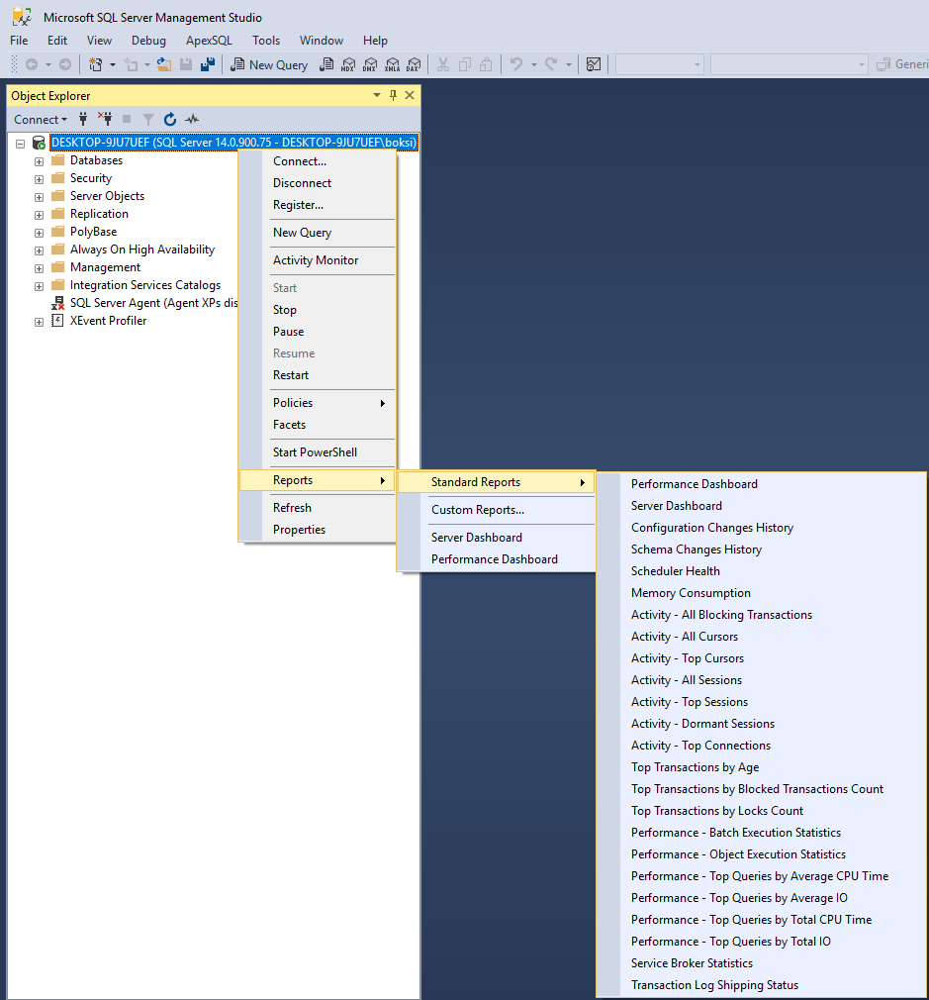 Microsoft SQL Server Management Studio
File Edit View Debug ApexSQL Tools Window Help
New Query MDX DMX XMLA DAX Generi
Object Explorer
Connect
DESKTOP-9JU7UEF (SQL Server 14.0.900.75 - DESKTOP-9JU7UEF\boksi)
Databases
Security
Server Objects
Replication
PolyBase
Always On High Availability
Management
Integration Services Catalogs
SQL Server Agent (Agent XPs dis
XEvent Profiler
Connect...
Disconnect
Register...
New Query
Activity Monitor
Start
Stop
Pause
Resume
Restart
Policies
Facets
Start PowerShell
Reports
Refresh
Properties
Standard Reports
Custom Reports...
Server Dashboard
Performance Dashboard
Performance Dashboard
Server Dashboard
Configuration Changes History
Schema Changes History
Scheduler Health
Memory Consumption
Activity - All Blocking Transactions
Activity - All Cursors
Activity - Top Cursors
Activity - All Sessions
Activity - Top Sessions
Activity - Dormant Sessions
Activity - Top Connections
Top Transactions by Age
Top Transactions by Blocked Transactions Count
Top Transactions by Locks Count
Performance - Batch Execution Statistics
Performance - Object Execution Statistics
Performance - Top Queries by Average CPU Time
Performance - Top Queries by Average IO
Performance - Top Queries by Total CPU Time
Performance - Top Queries by Total IO
Service Broker Statistics
Transaction Log Shipping Status